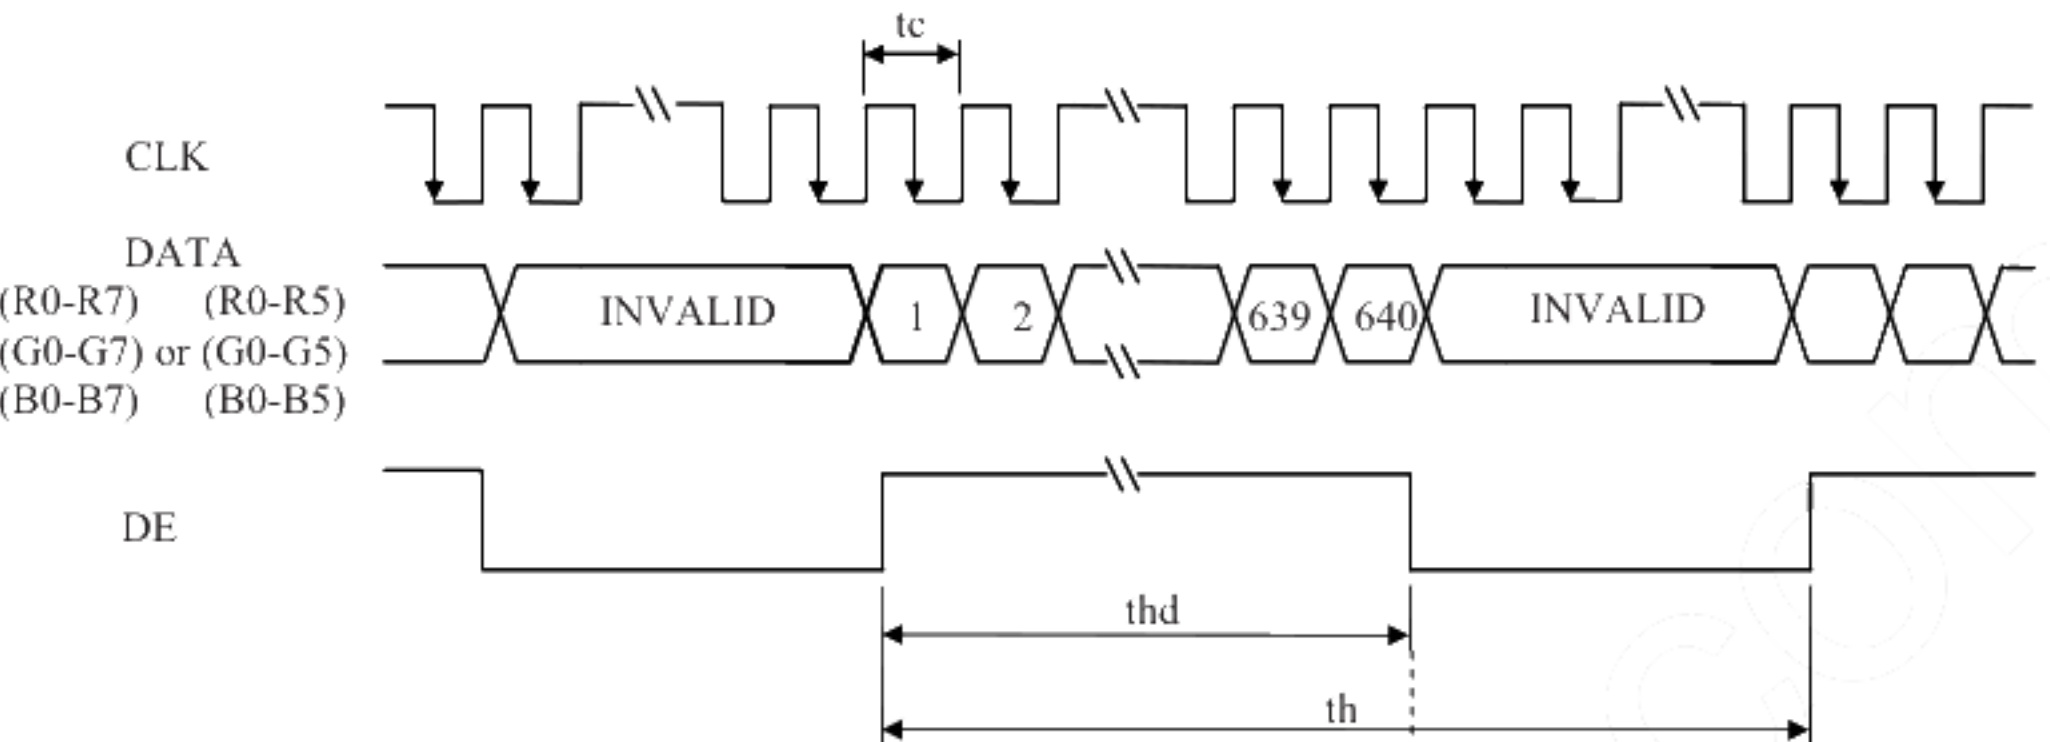 tc
CLK
DATA
(R0-R7) (R0-R5)
INVALID 1 2 639 640 INVALID
(G0-G7) or (G0-G5)
(B0-B7) (B0-B5)
DE
thd
th